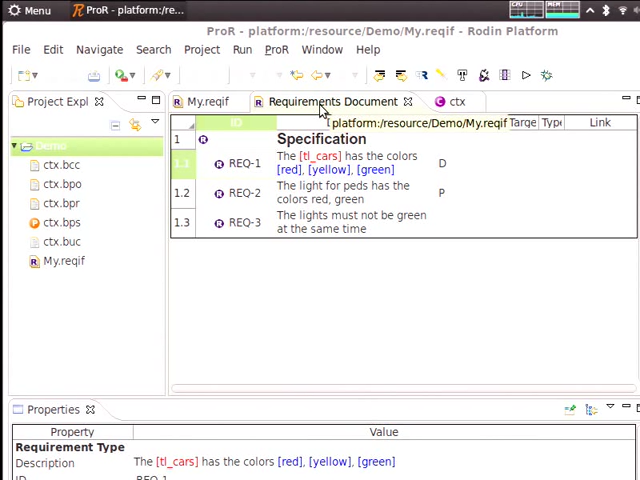 Menu
ProR - platform:/re...
ProR - platform:/resource/Demo/My.reqif - Rodin Platform
File Edit Navigate Search Project Run ProR Window Help
Project Expl
My.reqif
Requirements Document
ctx
platform:/resource/Demo/My.reqif
ID Targe Type Link
Demo
ctx.bcc
ctx.bpo
ctx.bpr
ctx.bps
ctx.buc
My.reqif
1 Specification
1.1 REQ-1 The [tl_cars] has the colors D
[red], [yellow], [green]
1.2 REQ-2 The light for peds has the P
colors red, green
1.3 REQ-3 The lights must not be green
at the same time
Properties
Property Value
Requirement Type
Description The [tl_cars] has the colors [red], [yellow], [green]
ID REQ-1